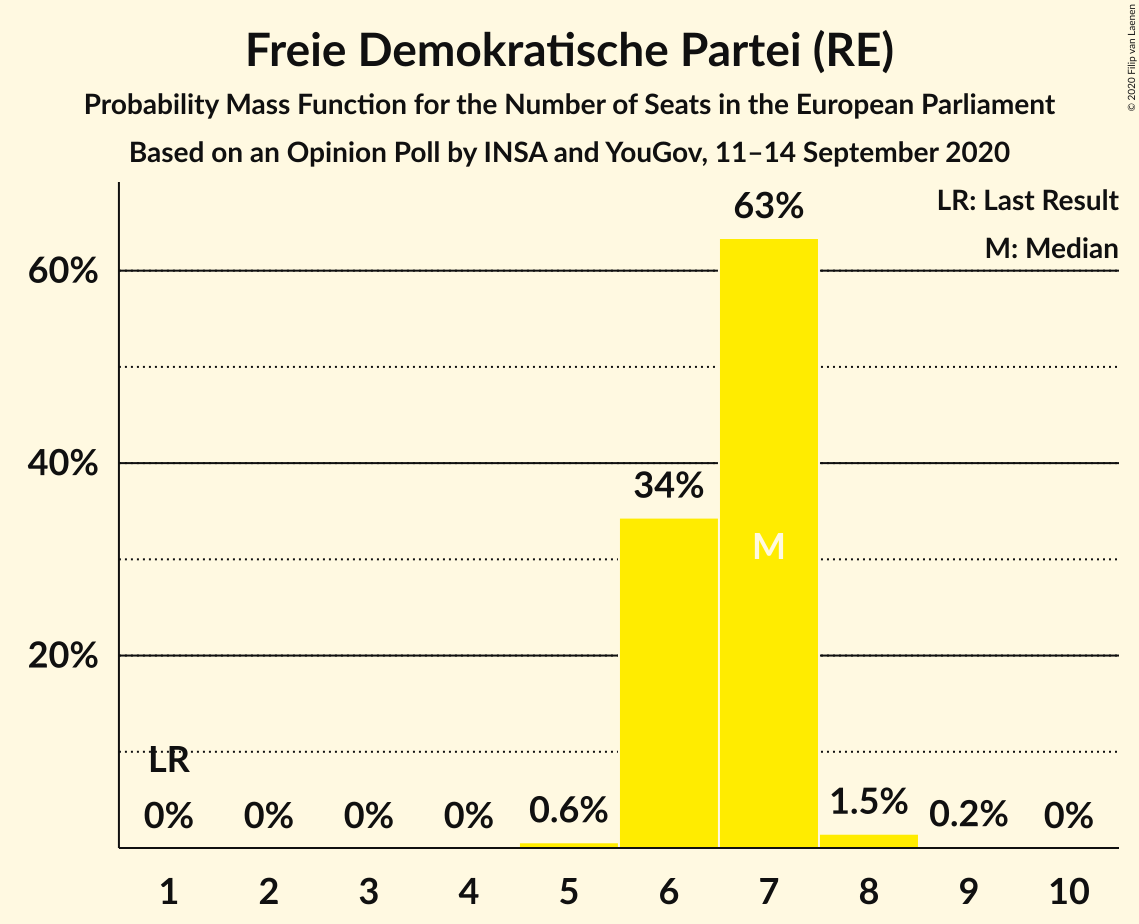 Freie Demokratische Partei (RE)
Probability Mass Function for the Number of Seats in the European Parliament
Based on an Opinion Poll by INSA and YouGov, 11–14 September 2020
© 2020 Filip van Laenen
LR: Last Result
M: Median
63%
60%
40%
34%
M
20%
LR
0% 0% 0% 0% 0.6% 1.5% 0.2% 0%
1 2 3 4 5 6 7 8 9 10